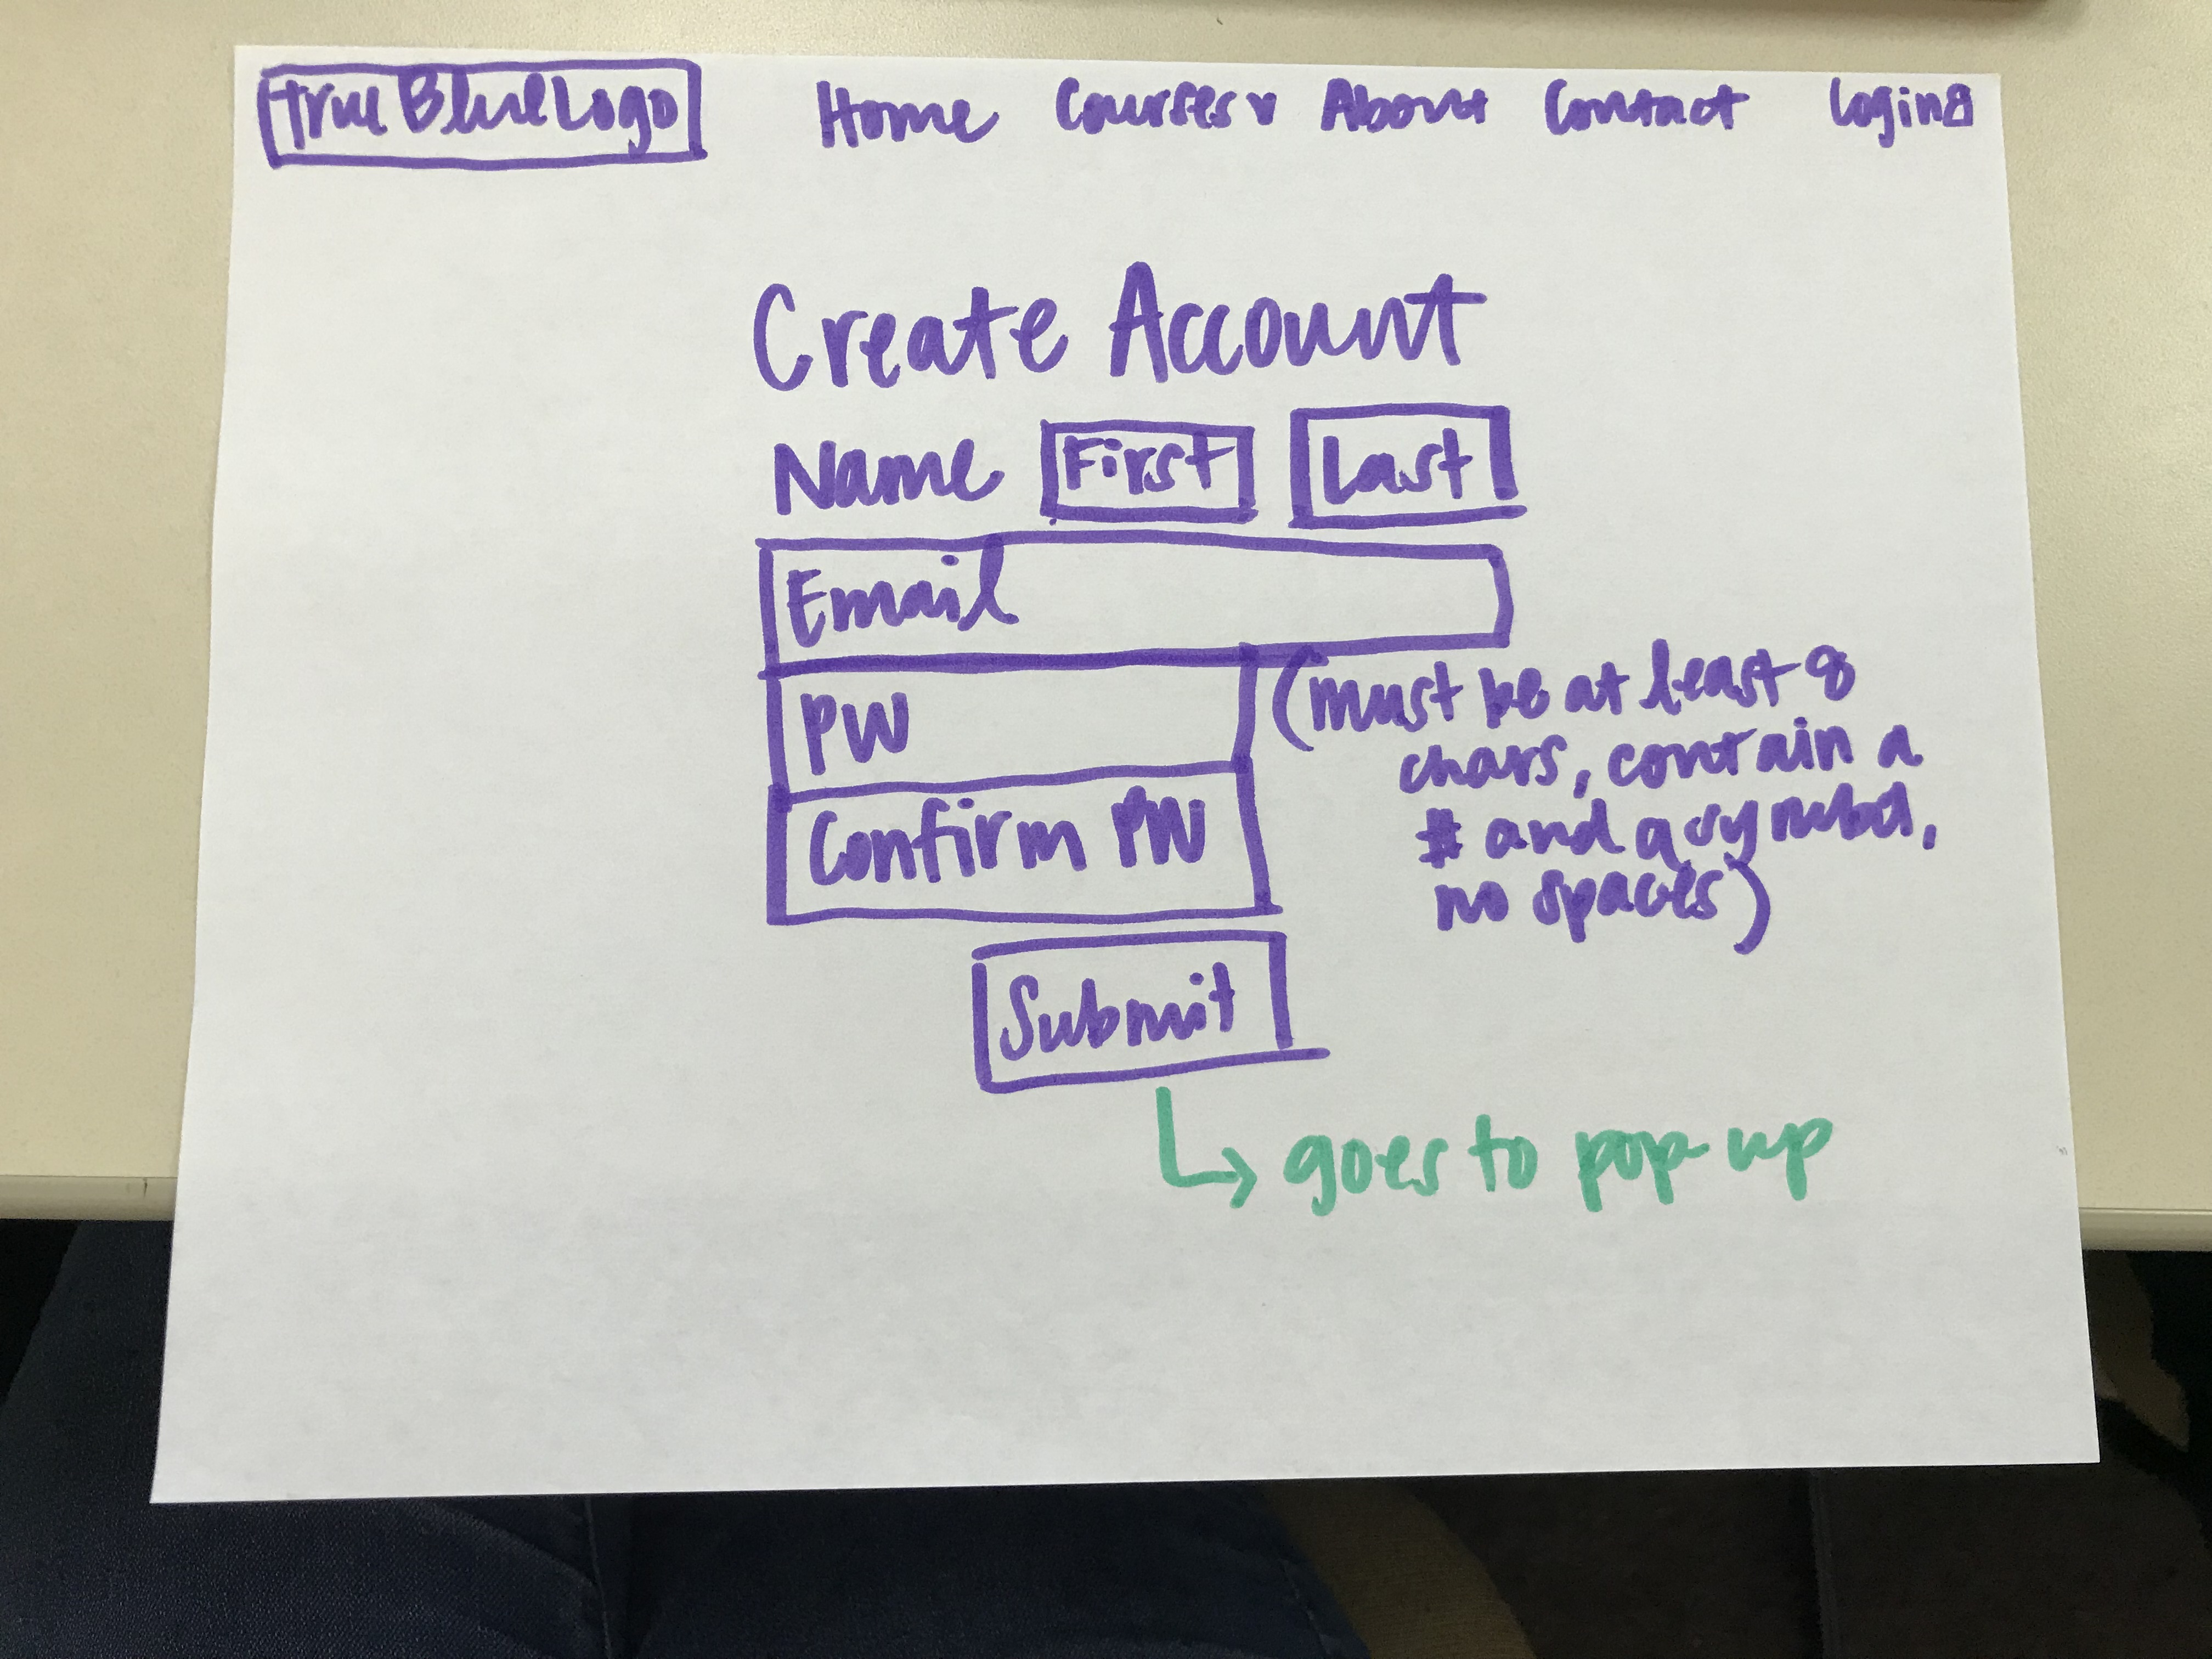 True Blue Logo Home Courses v About Contact Login
Create Account
Name First Last
Email
PW (must be at least 8
chars, contain a
# and a symbol,
no spaces)
Confirm PW
Submit
↳ goes to pop-up